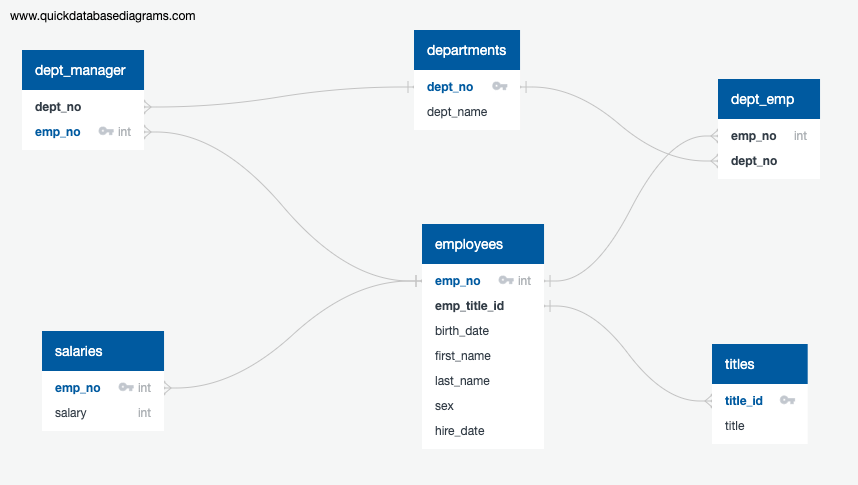 www.quickdatabasediagrams.com
dept_manager
dept_no
emp_no int
departments
dept_no
dept_name
dept_emp
emp_no int
dept_no
employees
emp_no int
emp_title_id
birth_date
first_name
last_name
sex
hire_date
salaries
emp_no int
salary int
titles
title_id
title